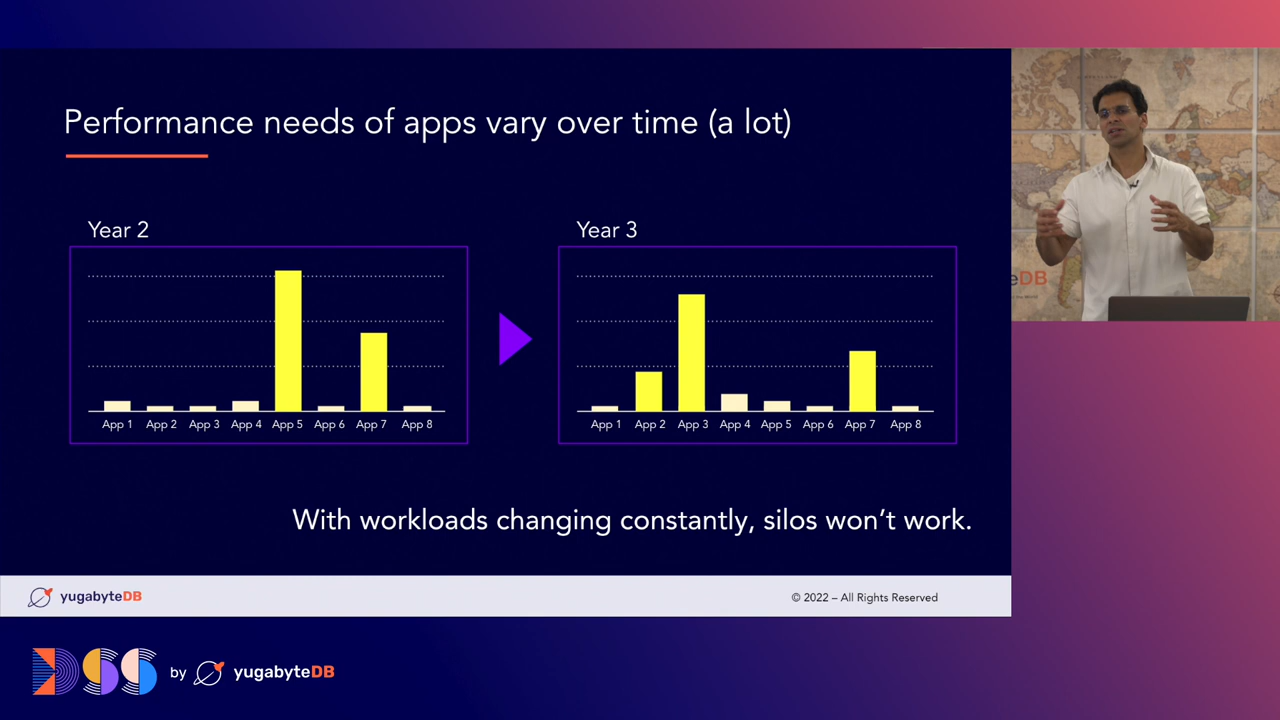 Performance needs of apps vary over time (a lot)
Year 2
App 1 App 2 App 3 App 4 App 5 App 6 App 7 App 8
Year 3
App 1 App 2 App 3 App 4 App 5 App 6 App 7 App 8
With workloads changing constantly, silos won't work.
yugabyteDB
© 2022 – All Rights Reserved
eDB
DSS by yugabyteDB